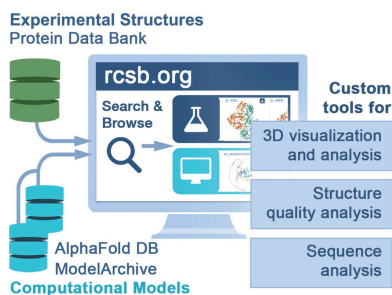 Experimental Structures
Protein Data Bank
rcsb.org
Search &
Browse
Custom
tools for
3D visualization
and analysis
Structure
quality analysis
Sequence
analysis
AlphaFold DB
ModelArchive
Computational Models